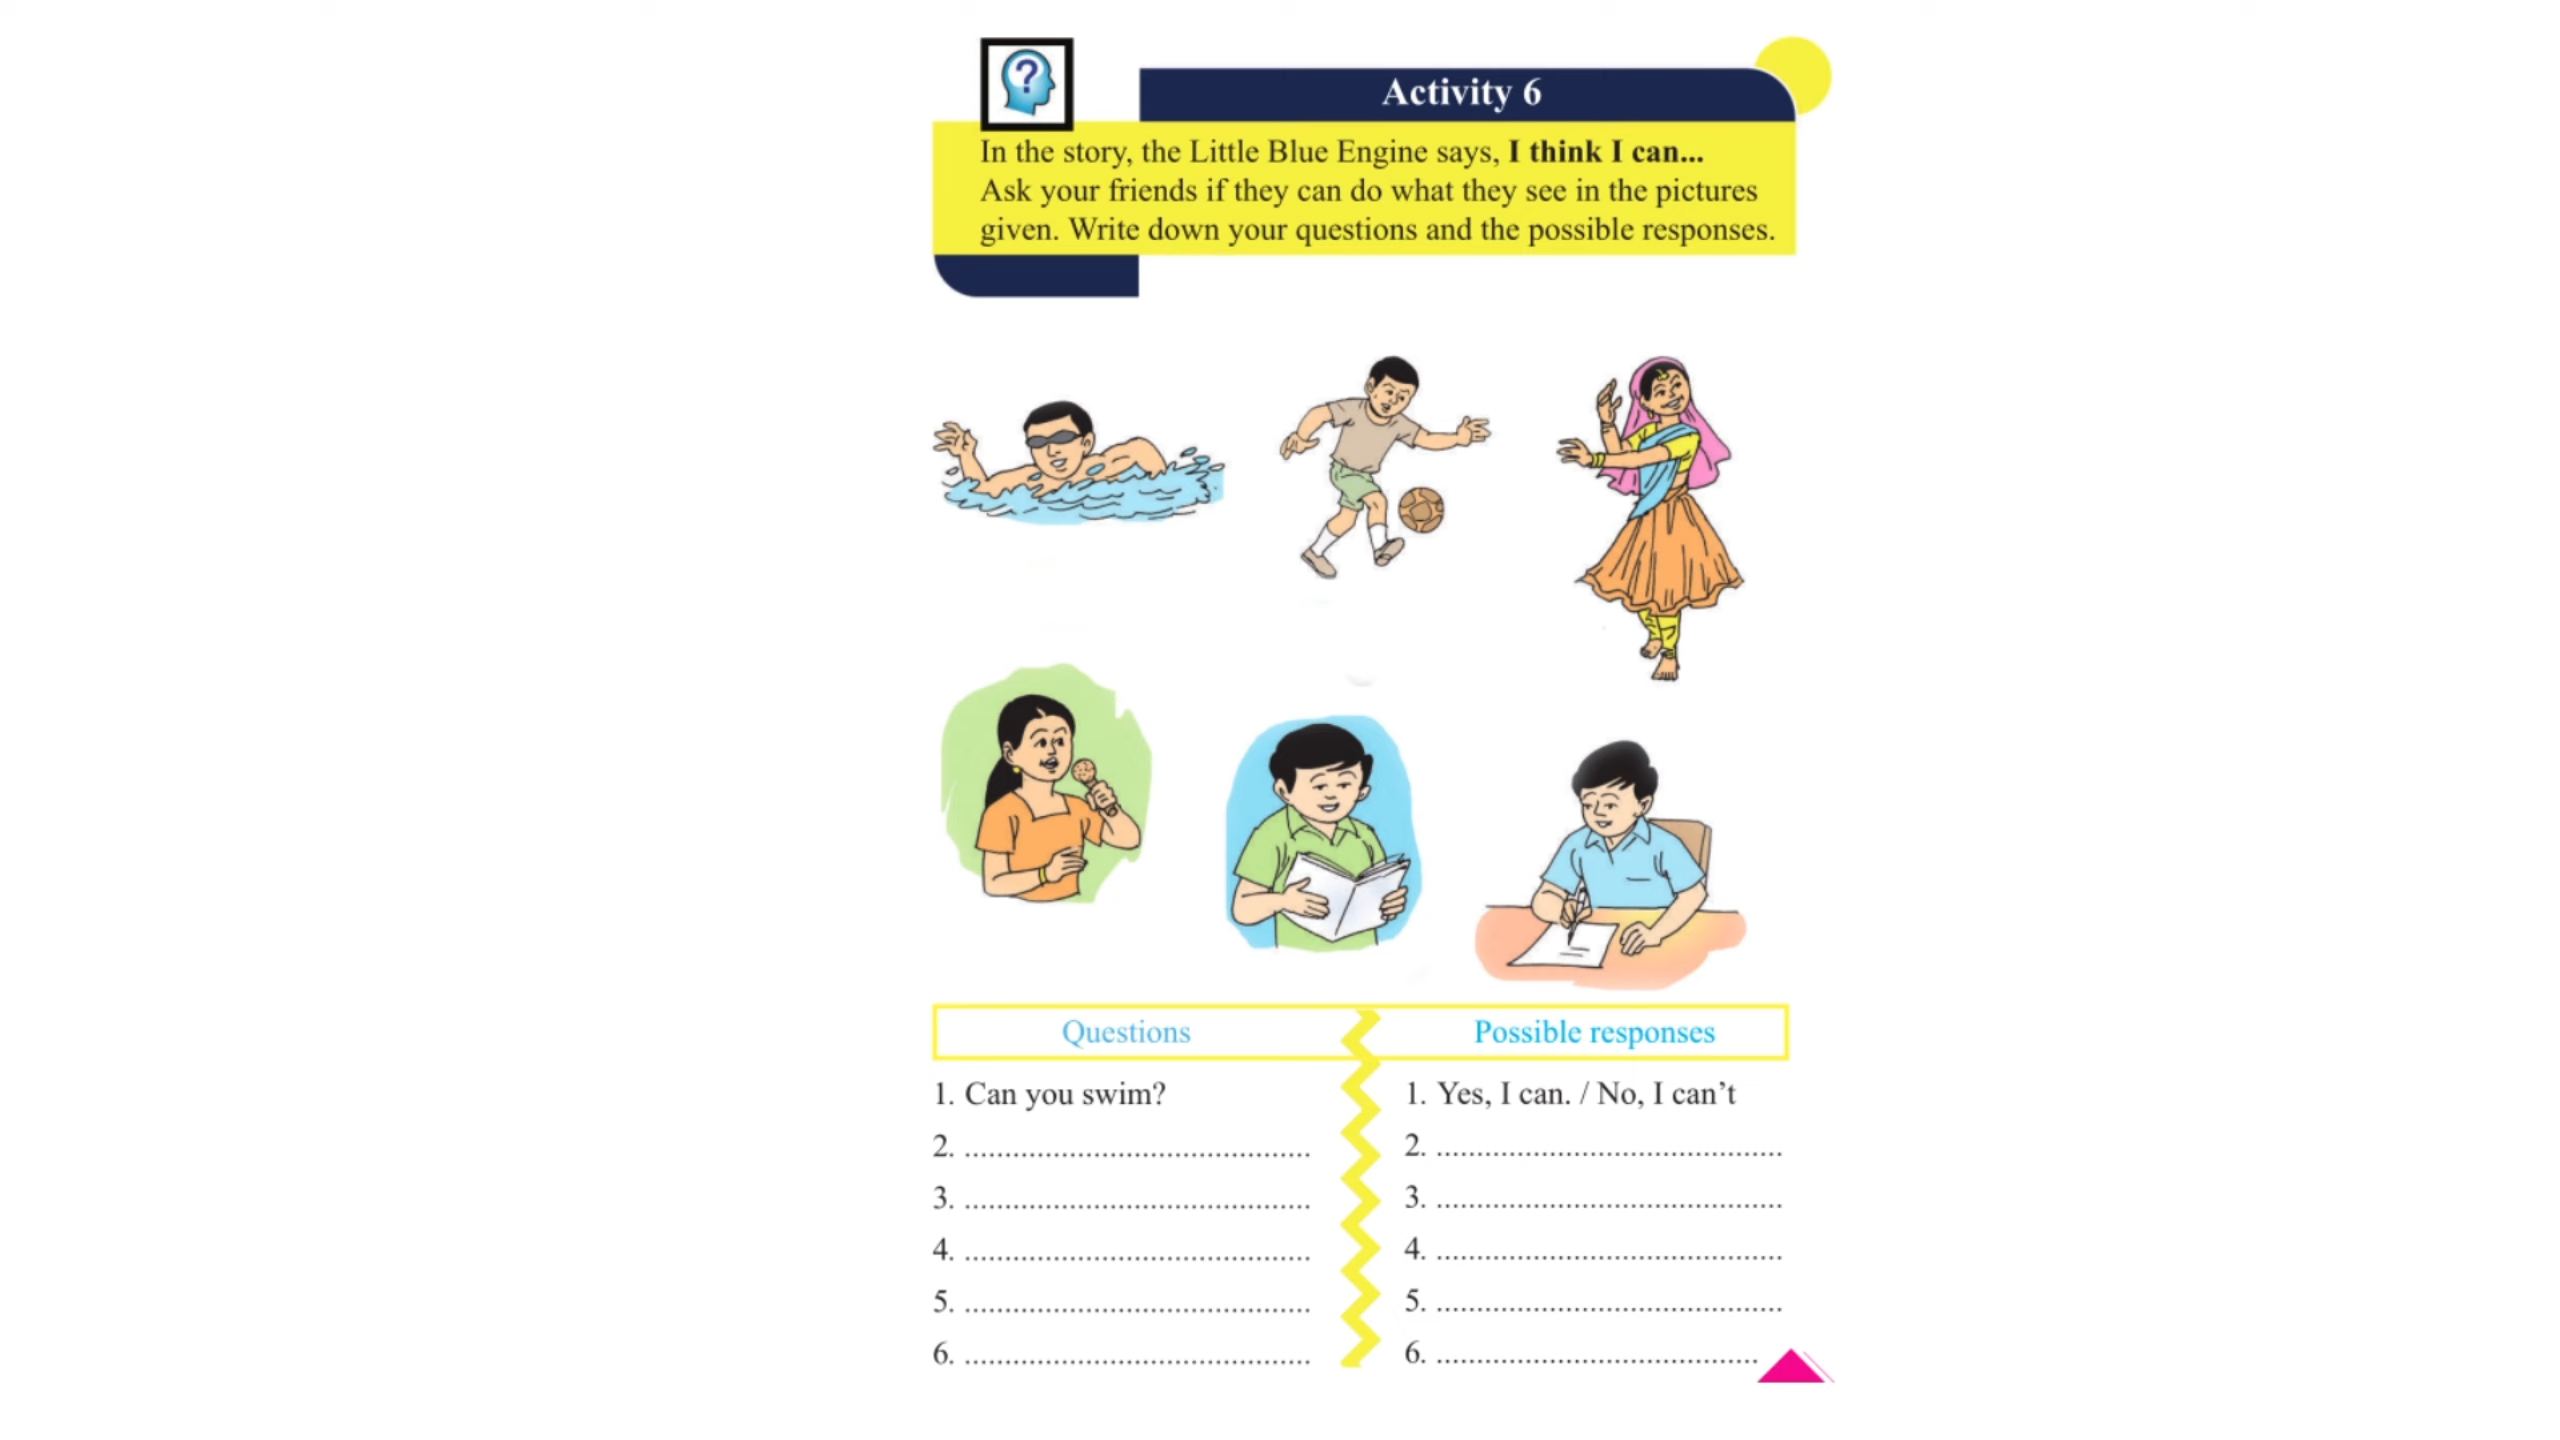 ?
Activity 6
In the story, the Little Blue Engine says, I think I can...
Ask your friends if they can do what they see in the pictures
given. Write down your questions and the possible responses.
Questions
Possible responses
1. Can you swim?
1. Yes, I can. / No, I can’t
2. ...........................................
2. ...........................................
3. ...........................................
3. ...........................................
4. ...........................................
4. ...........................................
5. ...........................................
5. ...........................................
6. ...........................................
6. ........................................